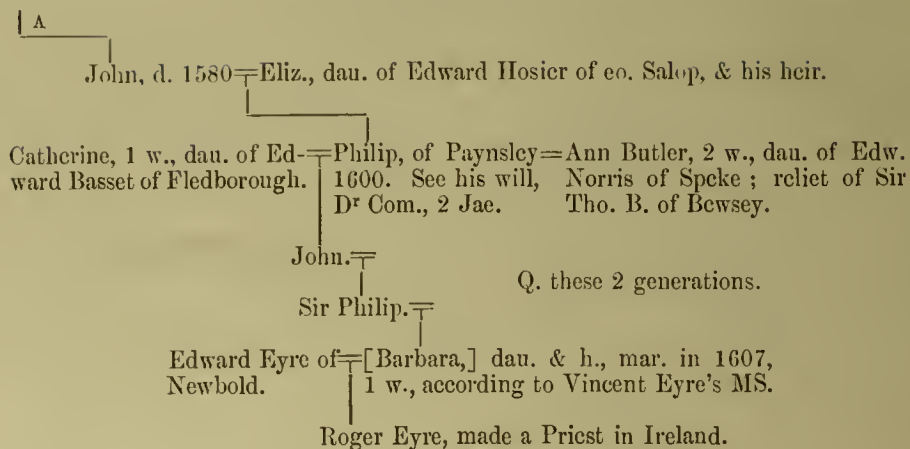 A
John, d. 1580=Eliz., dau. of Edward Hosier of co. Salop, & his heir.
Catherine, 1 w., dau. of Ed-=Philip, of Paynsley=Ann Butler, 2 w., dau. of Edw.
ward Basset of Fledborough. 1600. See his will, Norris of Speke ; relict of Sir
Dr Com., 2 Jac. Tho. B. of Bewsey.
John.=
Q. these 2 generations.
Sir Philip.=
Edward Eyre of=[Barbara,] dau. & h., mar. in 1607,
Newbold. 1 w., according to Vincent Eyre's MS.
Roger Eyre, made a Priest in Ireland.